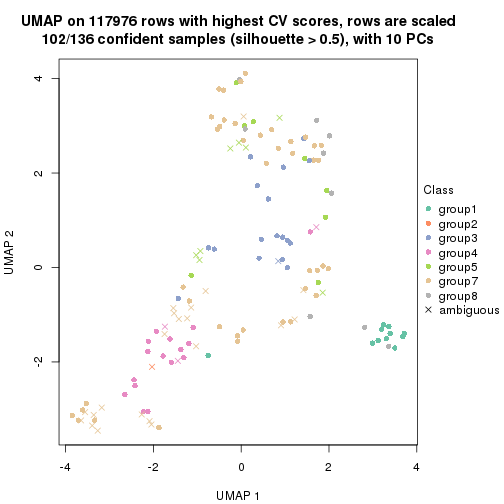 UMAP on 117976 rows with highest CV scores, rows are scaled
102/136 confident samples (silhouette > 0.5), with 10 PCs
4
2
0
-2
UMAP 2
-4
-2
0
2
4
UMAP 1
Class
group1
group2
group3
group4
group5
group7
group8
ambiguous